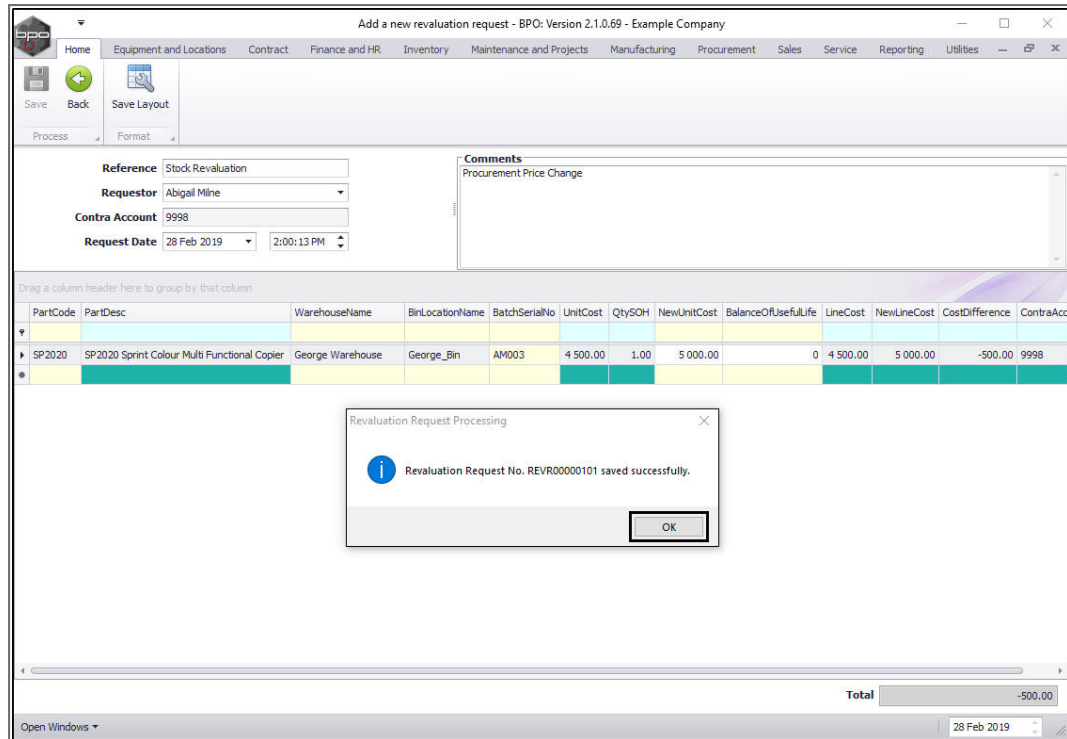 bpo
Add a new revaluation request - BPO: Version 2.1.0.69 - Example Company
Home Equipment and Locations Contract Finance and HR Inventory Maintenance and Projects Manufacturing Procurement Sales Service Reporting Utilities
Save Back Save Layout
Process Format
Reference Stock Revaluation
Requestor Abigail Milne
Contra Account 9998
Request Date 28 Feb 2019 2:00:13 PM
Comments
Procurement Price Change
Drag a column header here to group by that column
PartCode PartDesc WarehouseName BinLocationName BatchSerialNo UnitCost QtySOH NewUnitCost BalanceOfUsefulLife LineCost NewLineCost CostDifference ContraAcc
SP2020 SP2020 Sprint Colour Multi Functional Copier George Warehouse George_Bin AM003 4 500.00 1.00 5 000.00 0 4 500.00 5 000.00 -500.00 9998
Revaluation Request Processing
Revaluation Request No. REVR00000101 saved successfully.
OK
Total -500.00
Open Windows 28 Feb 2019